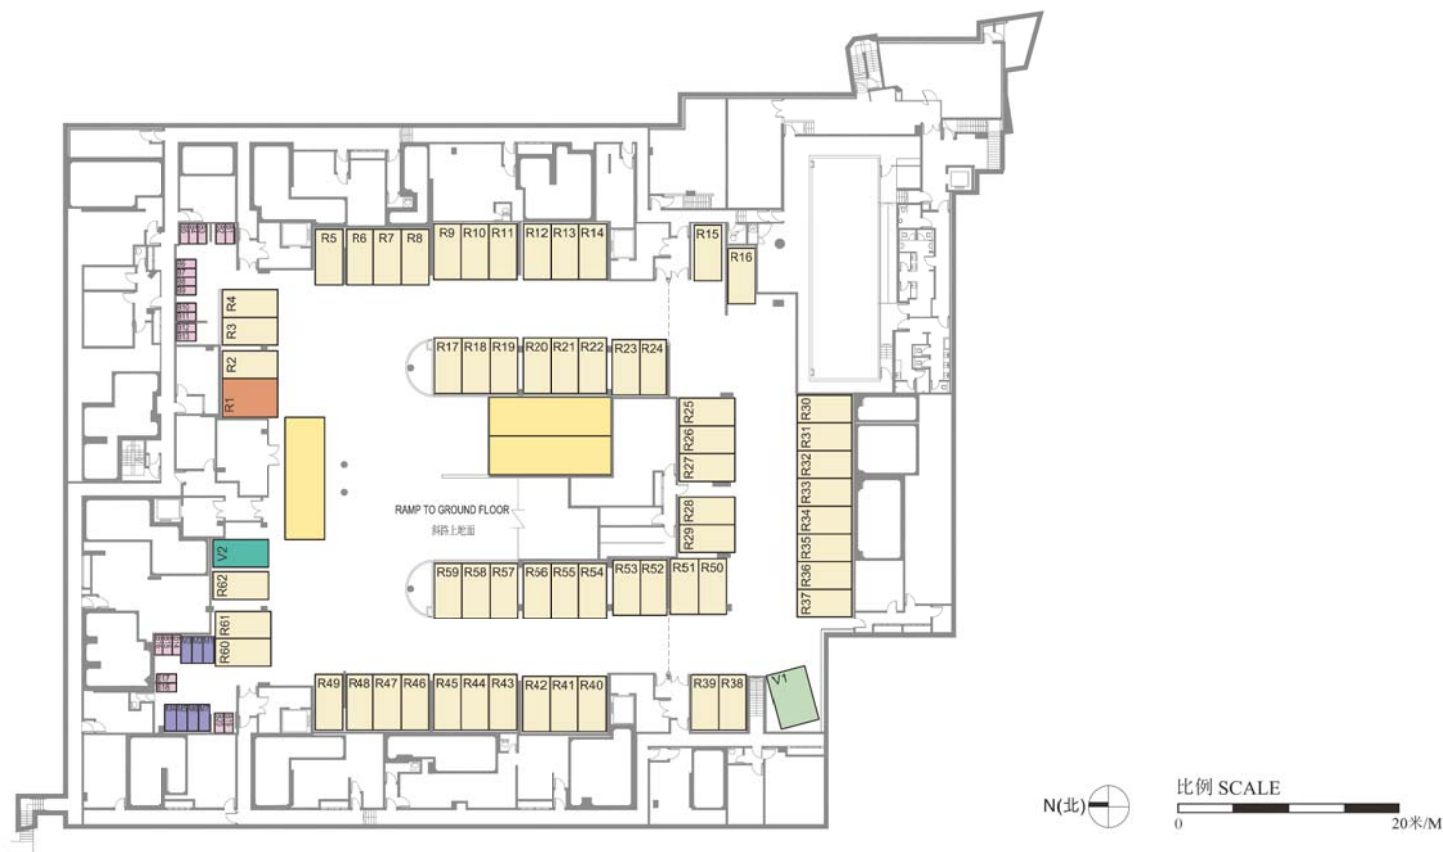 R5 R6 R7 R8 R9 R10 R11 R12 R13 R14 R15
R16
R4
R3
R2
R1
R17 R18 R19 R20 R21 R22 R23 R24
R25
R26
R27
R28
R29
R30
R31
R32
R33
R34
R35
R36
R37
RAMP TO GROUND FLOOR
斜路上地面
V2
R62
R61
R60
R59 R58 R57 R56 R55 R54 R53 R52 R51 R50
R49 R48 R47 R46 R45 R44 R43 R42 R41 R40 R39 R38
V1
N(北)
比例 SCALE
0 20米/M